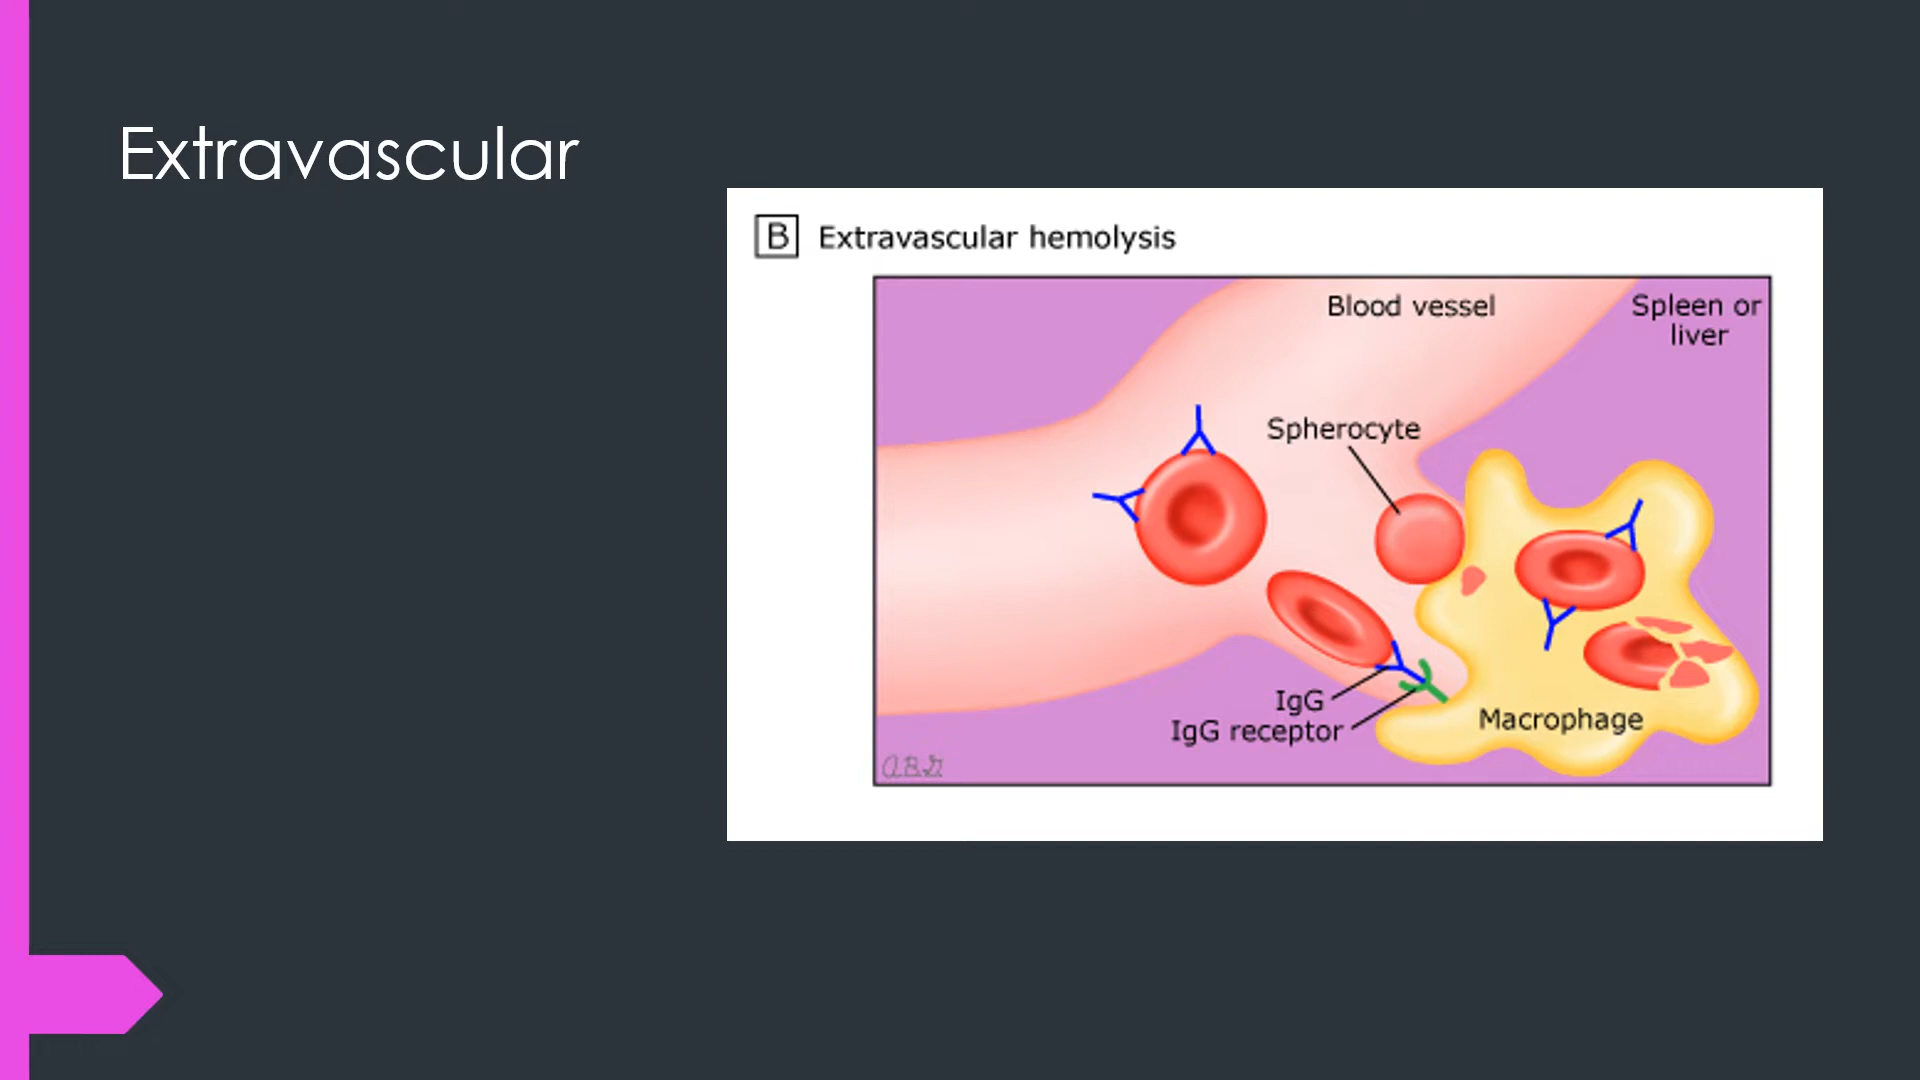 Extravascular
B Extravascular hemolysis
Blood vessel
Spleen or
liver
Spherocyte
IgG
IgG receptor
Macrophage